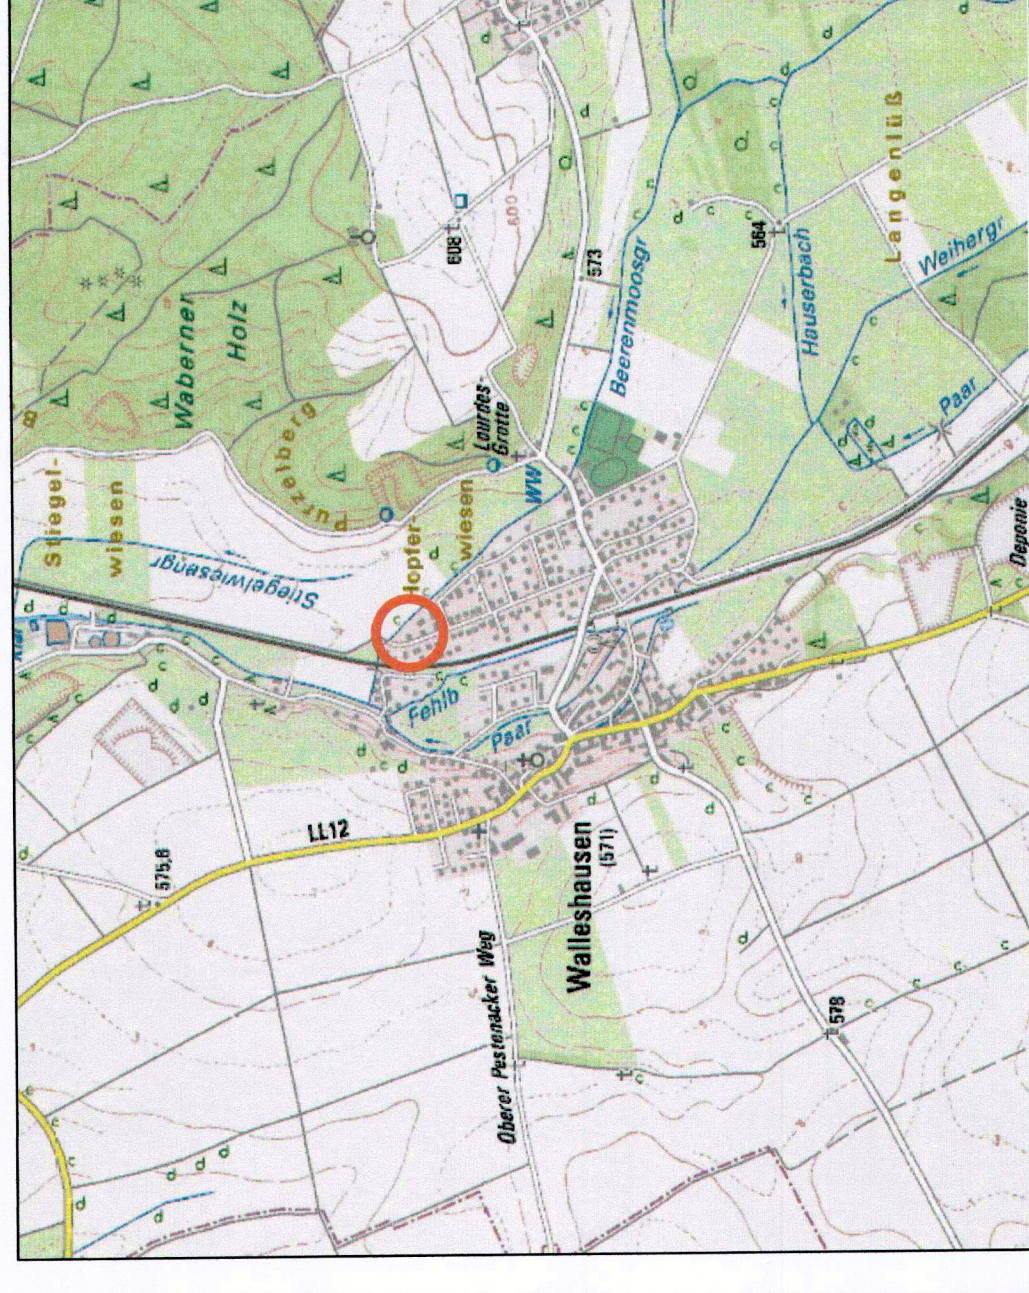 Stiegel-
wiesen
Waberner
Holz
Stiegelwiesengr
Hopfer-
wiesen
Lourdes-
Grotte
WW
608
600
573
Beerenmoosgr
564
Hauserbach
Langenlüß
Weihergr
Paar
Deponie
Fehlb
Paar
LL12
575,8
Walleshausen
(571)
Oberer Pestenacker Weg
578